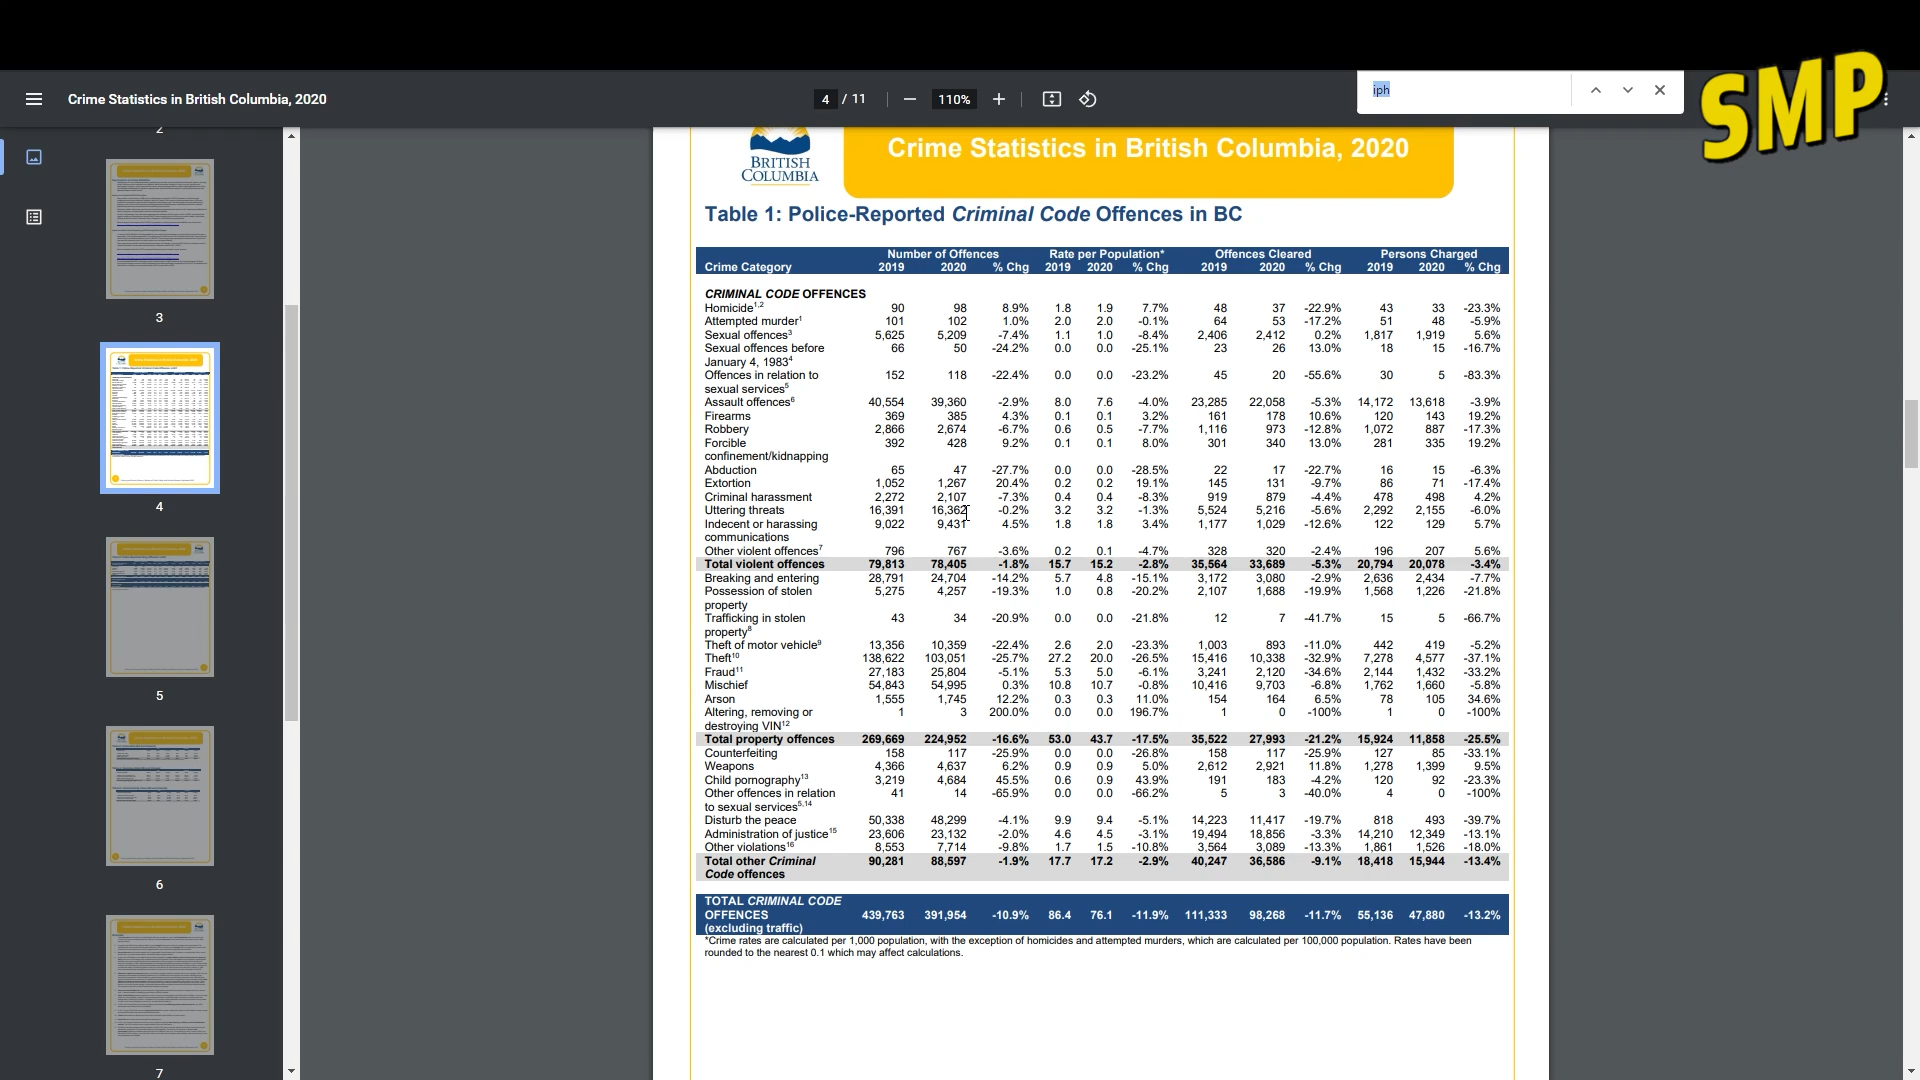 SMP
Crime Statistics in British Columbia, 2020
4 / 11
110%
iph
2
3
4
5
6
7
BRITISH
COLUMBIA
Crime Statistics in British Columbia, 2020
Table 1: Police-Reported Criminal Code Offences in BC
Number of Offences Rate per Population* Offences Cleared Persons Charged
Crime Category 2019 2020 % Chg 2019 2020 % Chg 2019 2020 % Chg 2019 2020 % Chg
CRIMINAL CODE OFFENCES
Homicide1,2 90 98 8.9% 1.8 1.9 7.7% 48 37 -22.9% 43 33 -23.3%
Attempted murder1 101 102 1.0% 2.0 2.0 -0.1% 64 53 -17.2% 51 48 -5.9%
Sexual offences3 5,625 5,209 -7.4% 1.1 1.0 -8.4% 2,406 2,412 0.2% 1,817 1,919 5.6%
Sexual offences before 66 50 -24.2% 0.0 0.0 -25.1% 23 26 13.0% 18 15 -16.7%
January 4, 19834
Offences in relation to 152 118 -22.4% 0.0 0.0 -23.2% 45 20 -55.6% 30 5 -83.3%
sexual services5
Assault offences6 40,554 39,360 -2.9% 8.0 7.6 -4.0% 23,285 22,058 -5.3% 14,172 13,618 -3.9%
Firearms 369 385 4.3% 0.1 0.1 3.2% 161 178 10.6% 120 143 19.2%
Robbery 2,866 2,674 -6.7% 0.6 0.5 -7.7% 1,116 973 -12.8% 1,072 887 -17.3%
Forcible 392 428 9.2% 0.1 0.1 8.0% 301 340 13.0% 281 335 19.2%
confinement/kidnapping
Abduction 65 47 -27.7% 0.0 0.0 -28.5% 22 17 -22.7% 16 15 -6.3%
Extortion 1,052 1,267 20.4% 0.2 0.2 19.1% 145 131 -9.7% 86 71 -17.4%
Criminal harassment 2,272 2,107 -7.3% 0.4 0.4 -8.3% 919 879 -4.4% 478 498 4.2%
Uttering threats 16,391 16,362 -0.2% 3.2 3.2 -1.3% 5,524 5,216 -5.6% 2,292 2,155 -6.0%
Indecent or harassing 9,022 9,431 4.5% 1.8 1.8 3.4% 1,177 1,029 -12.6% 122 129 5.7%
communications
Other violent offences7 796 767 -3.6% 0.2 0.1 -4.7% 328 320 -2.4% 196 207 5.6%
Total violent offences 79,813 78,405 -1.8% 15.7 15.2 -2.8% 35,564 33,689 -5.3% 20,794 20,078 -3.4%
Breaking and entering 28,791 24,704 -14.2% 5.7 4.8 -15.1% 3,172 3,080 -2.9% 2,636 2,434 -7.7%
Possession of stolen 5,275 4,257 -19.3% 1.0 0.8 -20.2% 2,107 1,688 -19.9% 1,568 1,226 -21.8%
property
Trafficking in stolen 43 34 -20.9% 0.0 0.0 -21.8% 12 7 -41.7% 15 5 -66.7%
property8
Theft of motor vehicle9 13,356 10,359 -22.4% 2.6 2.0 -23.3% 1,003 893 -11.0% 442 419 -5.2%
Theft10 138,622 103,051 -25.7% 27.2 20.0 -26.5% 15,416 10,338 -32.9% 7,278 4,577 -37.1%
Fraud11 27,183 25,804 -5.1% 5.3 5.0 -6.1% 3,241 2,120 -34.6% 2,144 1,432 -33.2%
Mischief 54,843 54,995 0.3% 10.8 10.7 -0.8% 10,416 9,703 -6.8% 1,762 1,660 -5.8%
Arson 1,555 1,745 12.2% 0.3 0.3 11.0% 154 164 6.5% 78 105 34.6%
Altering, removing or 1 3 200.0% 0.0 0.0 196.7% 1 0 -100% 1 0 -100%
destroying VIN12
Total property offences 269,669 224,952 -16.6% 53.0 43.7 -17.5% 35,522 27,993 -21.2% 15,924 11,858 -25.5%
Counterfeiting 158 117 -25.9% 0.0 0.0 -26.8% 158 117 -25.9% 127 85 -33.1%
Weapons 4,366 4,637 6.2% 0.9 0.9 5.0% 2,612 2,921 11.8% 1,278 1,399 9.5%
Child pornography13 3,219 4,684 45.5% 0.6 0.9 43.9% 191 183 -4.2% 120 92 -23.3%
Other offences in relation 41 14 -65.9% 0.0 0.0 -66.2% 5 3 -40.0% 4 0 -100%
to sexual services5,14
Disturb the peace 50,338 48,299 -4.1% 9.9 9.4 -5.1% 14,223 11,417 -19.7% 818 493 -39.7%
Administration of justice15 23,606 23,132 -2.0% 4.6 4.5 -3.1% 19,494 18,856 -3.3% 14,210 12,349 -13.1%
Other violations16 8,553 7,714 -9.8% 1.7 1.5 -10.8% 3,564 3,089 -13.3% 1,861 1,526 -18.0%
Total other Criminal 90,281 88,597 -1.9% 17.7 17.2 -2.9% 40,247 36,586 -9.1% 18,418 15,944 -13.4%
Code offences
TOTAL CRIMINAL CODE
OFFENCES 439,763 391,954 -10.9% 86.4 76.1 -11.9% 111,333 98,268 -11.7% 55,136 47,880 -13.2%
(excluding traffic)
*Crime rates are calculated per 1,000 population, with the exception of homicides and attempted murders, which are calculated per 100,000 population. Rates have been
rounded to the nearest 0.1 which may affect calculations.